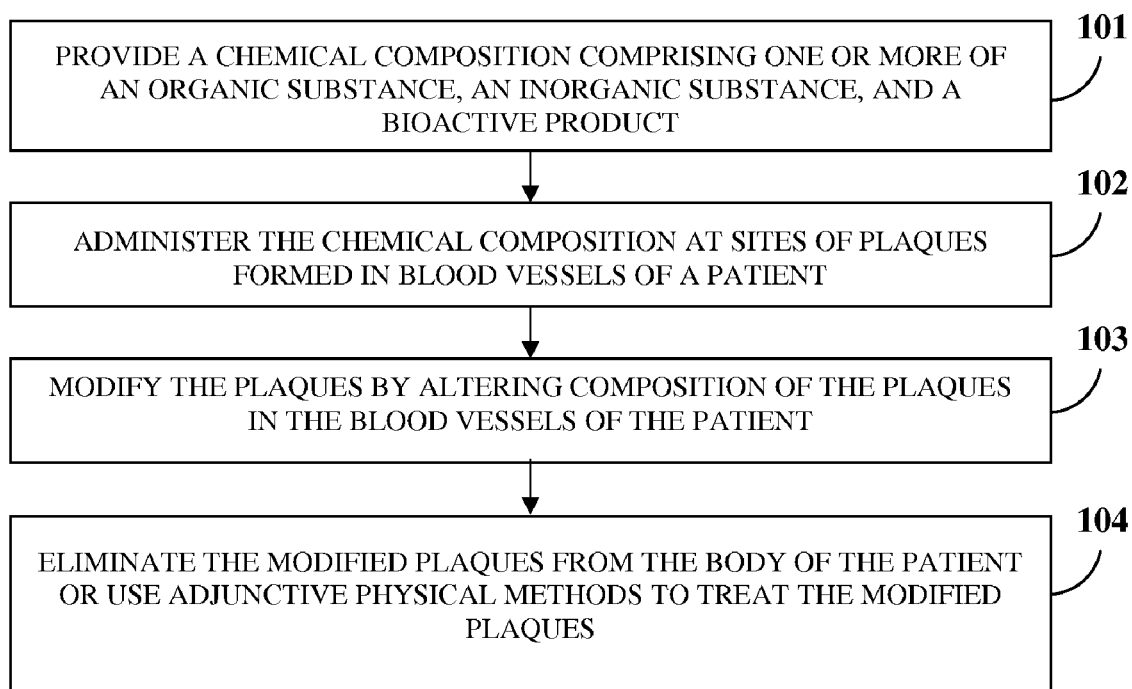 101
PROVIDE A CHEMICAL COMPOSITION COMPRISING ONE OR MORE OF
AN ORGANIC SUBSTANCE, AN INORGANIC SUBSTANCE, AND A
BIOACTIVE PRODUCT
102
ADMINISTER THE CHEMICAL COMPOSITION AT SITES OF PLAQUES
FORMED IN BLOOD VESSELS OF A PATIENT
103
MODIFY THE PLAQUES BY ALTERING COMPOSITION OF THE PLAQUES
IN THE BLOOD VESSELS OF THE PATIENT
104
ELIMINATE THE MODIFIED PLAQUES FROM THE BODY OF THE PATIENT
OR USE ADJUNCTIVE PHYSICAL METHODS TO TREAT THE MODIFIED
PLAQUES